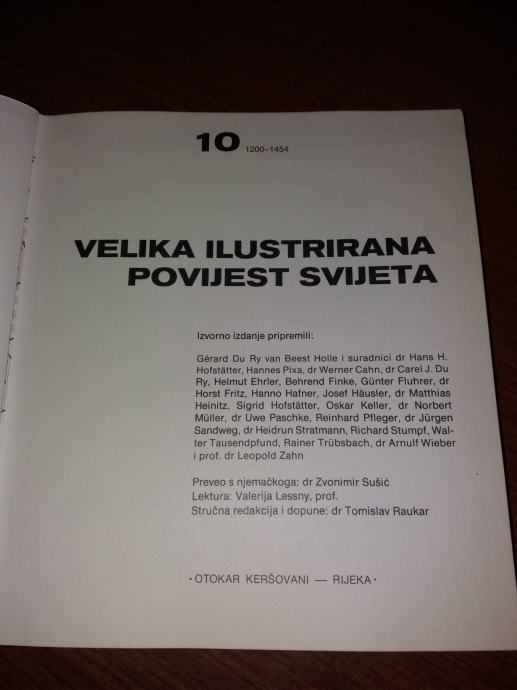 10 1200–1454
VELIKA ILUSTRIRANA
POVIJEST SVIJETA
Izvorno izdanje pripremili:
Gérard Du Ry van Beest Holle i suradnici dr Hans H.
Hofstätter, Hannes Pixa, dr Werner Cahn, dr Carel J. Du
Ry, Helmut Ehrler, Behrend Finke, Günter Fluhrer, dr
Horst Fritz, Hanno Hafner, Josef Häusler, dr Matthias
Heinitz, Sigrid Hofstätter, Oskar Keller, dr Norbert
Müller, dr Uwe Paschke, Reinhard Pfleger, dr Jürgen
Sandweg, dr Heidrun Stratmann, Richard Stumpf, Wal-
ter Tausendpfund, Rainer Trübsbach, dr Arnulf Wieber
i prof. dr Leopold Zahn
Preveo s njemačkoga: dr Zvonimir Sušić
Lektura: Valerija Lessny, prof.
Stručna redakcija i dopune: dr Tomislav Raukar
· OTOKAR KERŠOVANI — RIJEKA ·